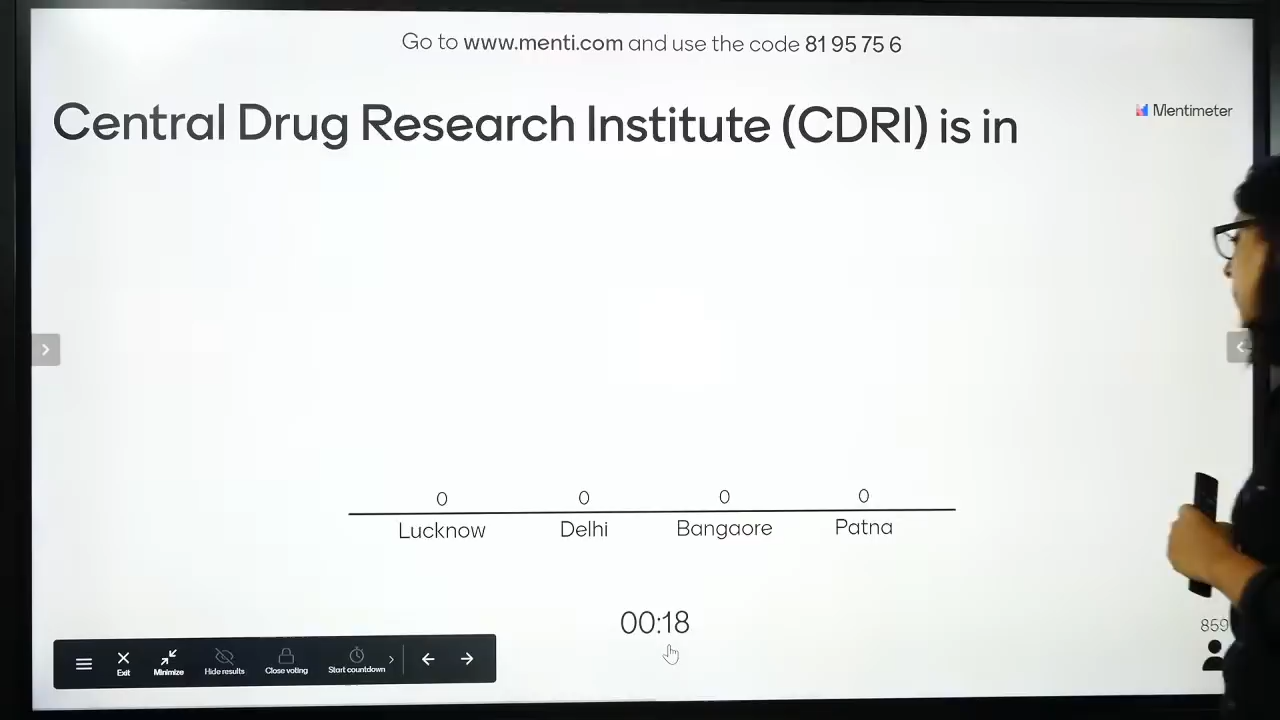 Go to www.menti.com and use the code 81 95 75 6
Central Drug Research Institute (CDRI) is in
Mentimeter
0 0 0 0
Lucknow Delhi Bangaore Patna
00:18
859
Exit Minimize Hide results Close voting Start countdown